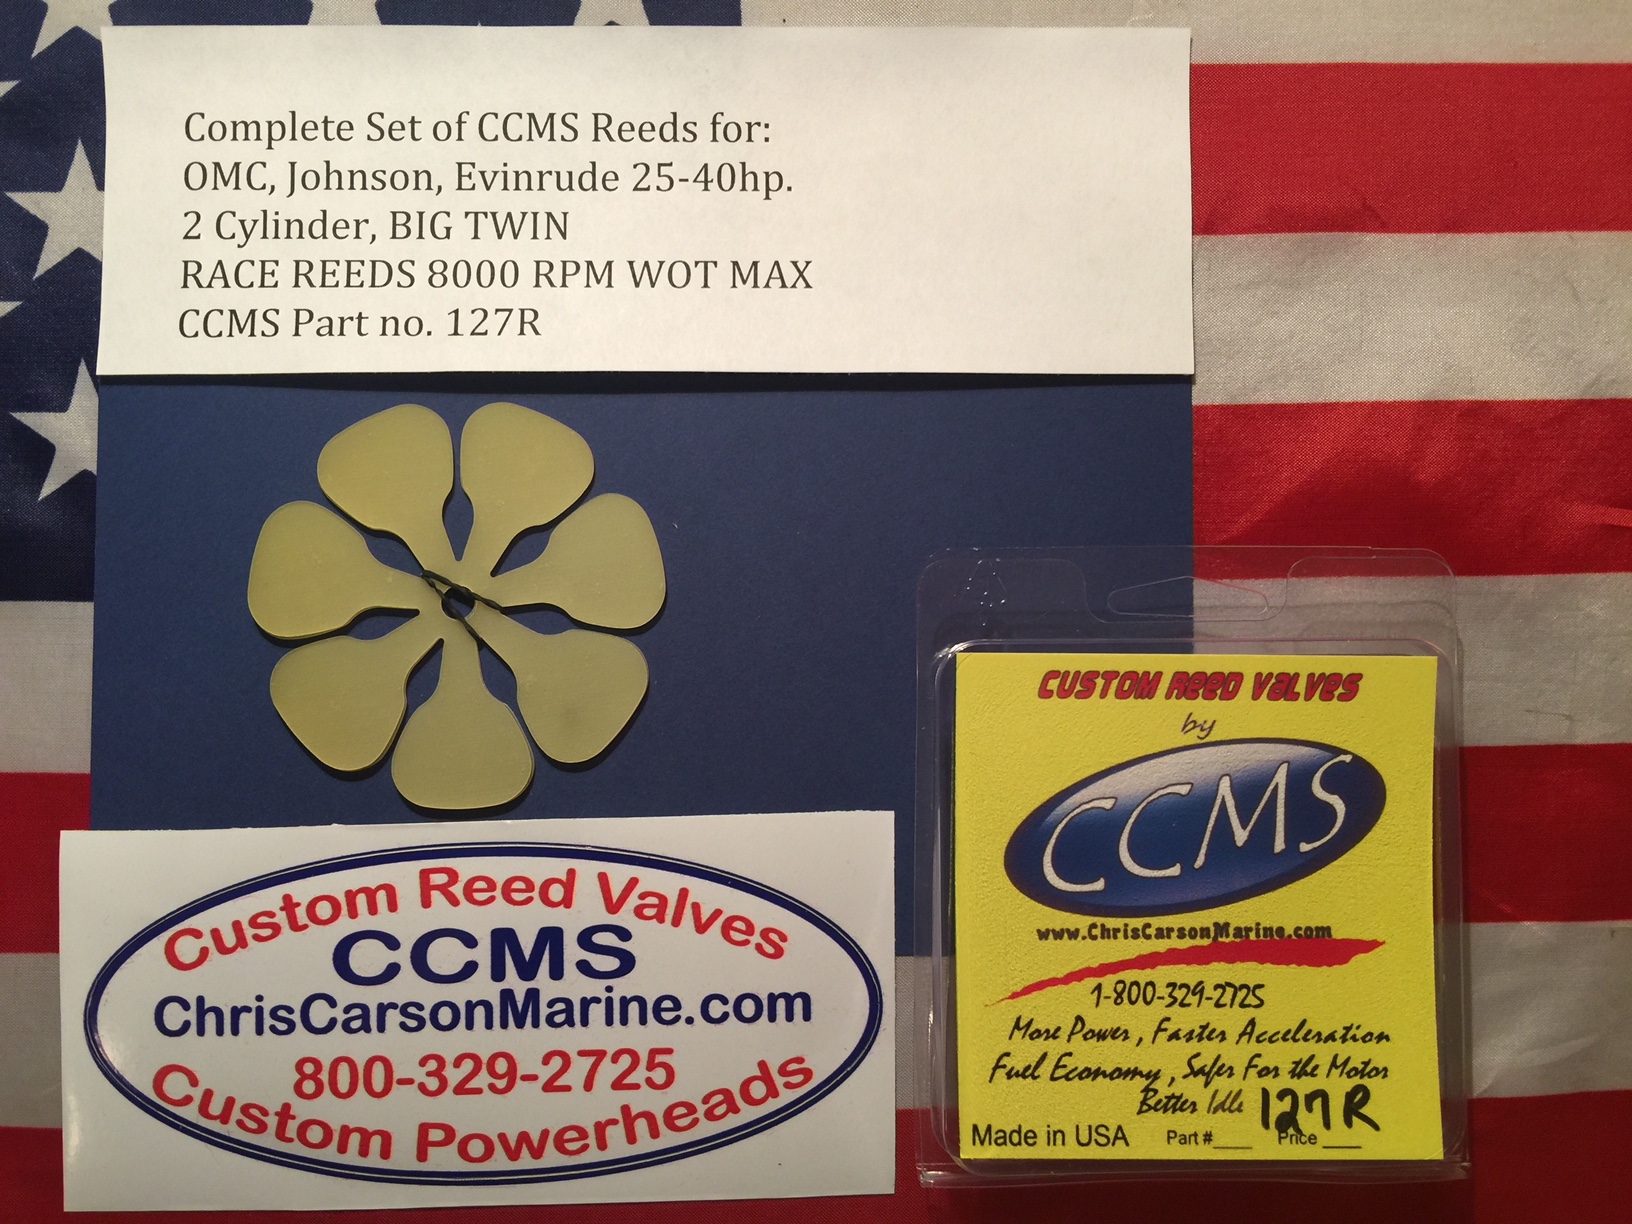 Complete Set of CCMS Reeds for:
OMC, Johnson, Evinrude 25-40hp.
2 Cylinder, BIG TWIN
RACE REEDS 8000 RPM WOT MAX
CCMS Part no. 127R
Custom Reed Valves
CCMS
ChrisCarsonMarine.com
800-329-2725
Custom Powerheads
CUSTOM REED VALVES
by
CCMS
www.ChrisCarsonMarine.com
1-800-329-2725
More Power, Faster Acceleration
Fuel Economy, Safer For the Motor
Better Idle 127R
Made in USA Part #___ Price ___